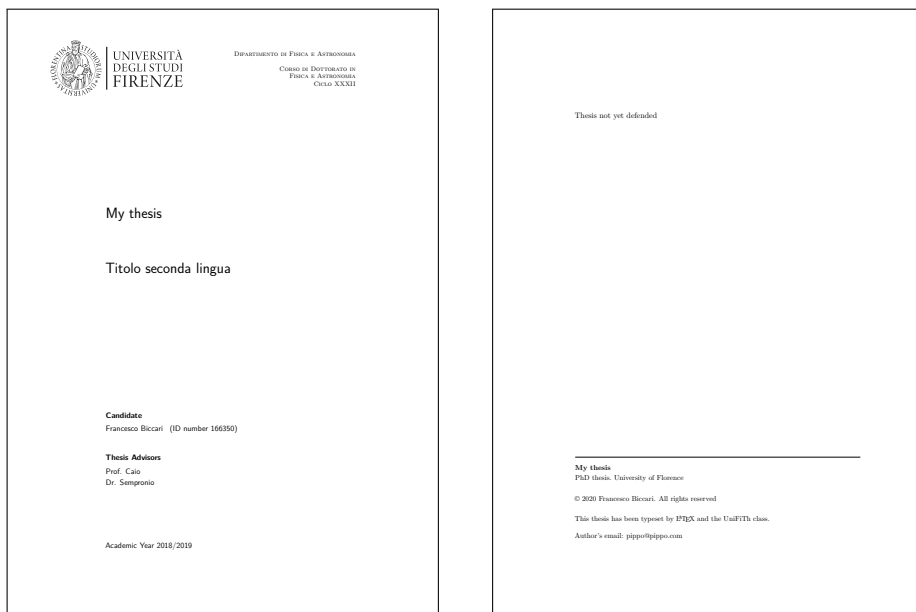 FLORENTINA STUDIORUM UNIVERSITAS
UNIVERSITÀ
DEGLI STUDI
FIRENZE
Dipartimento di Fisica e Astronomia
Corso di Dottorato in
Fisica e Astronomia
Ciclo XXXII
My thesis
Titolo seconda lingua
Candidate
Francesco Biccari (ID number 166350)
Thesis Advisors
Prof. Caio
Dr. Sempronio
Academic Year 2018/2019
Thesis not yet defended
My thesis
PhD thesis. University of Florence
© 2020 Francesco Biccari. All rights reserved
This thesis has been typeset by LATEX and the UniFiTh class.
Author's email: pippo@pippo.com